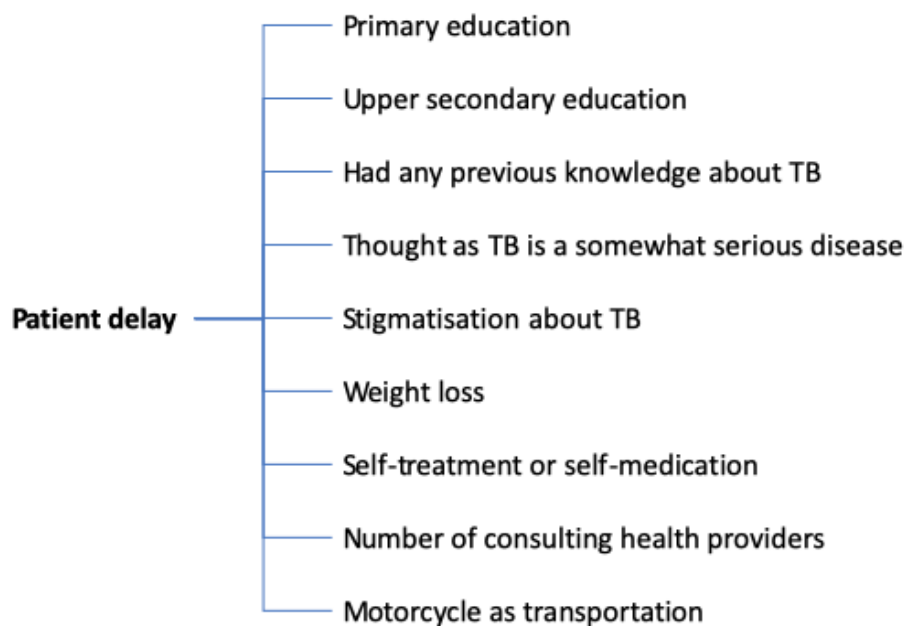 Primary education
Upper secondary education
Had any previous knowledge about TB
Thought as TB is a somewhat serious disease
Patient delay
Stigmatisation about TB
Weight loss
Self-treatment or self-medication
Number of consulting health providers
Motorcycle as transportation